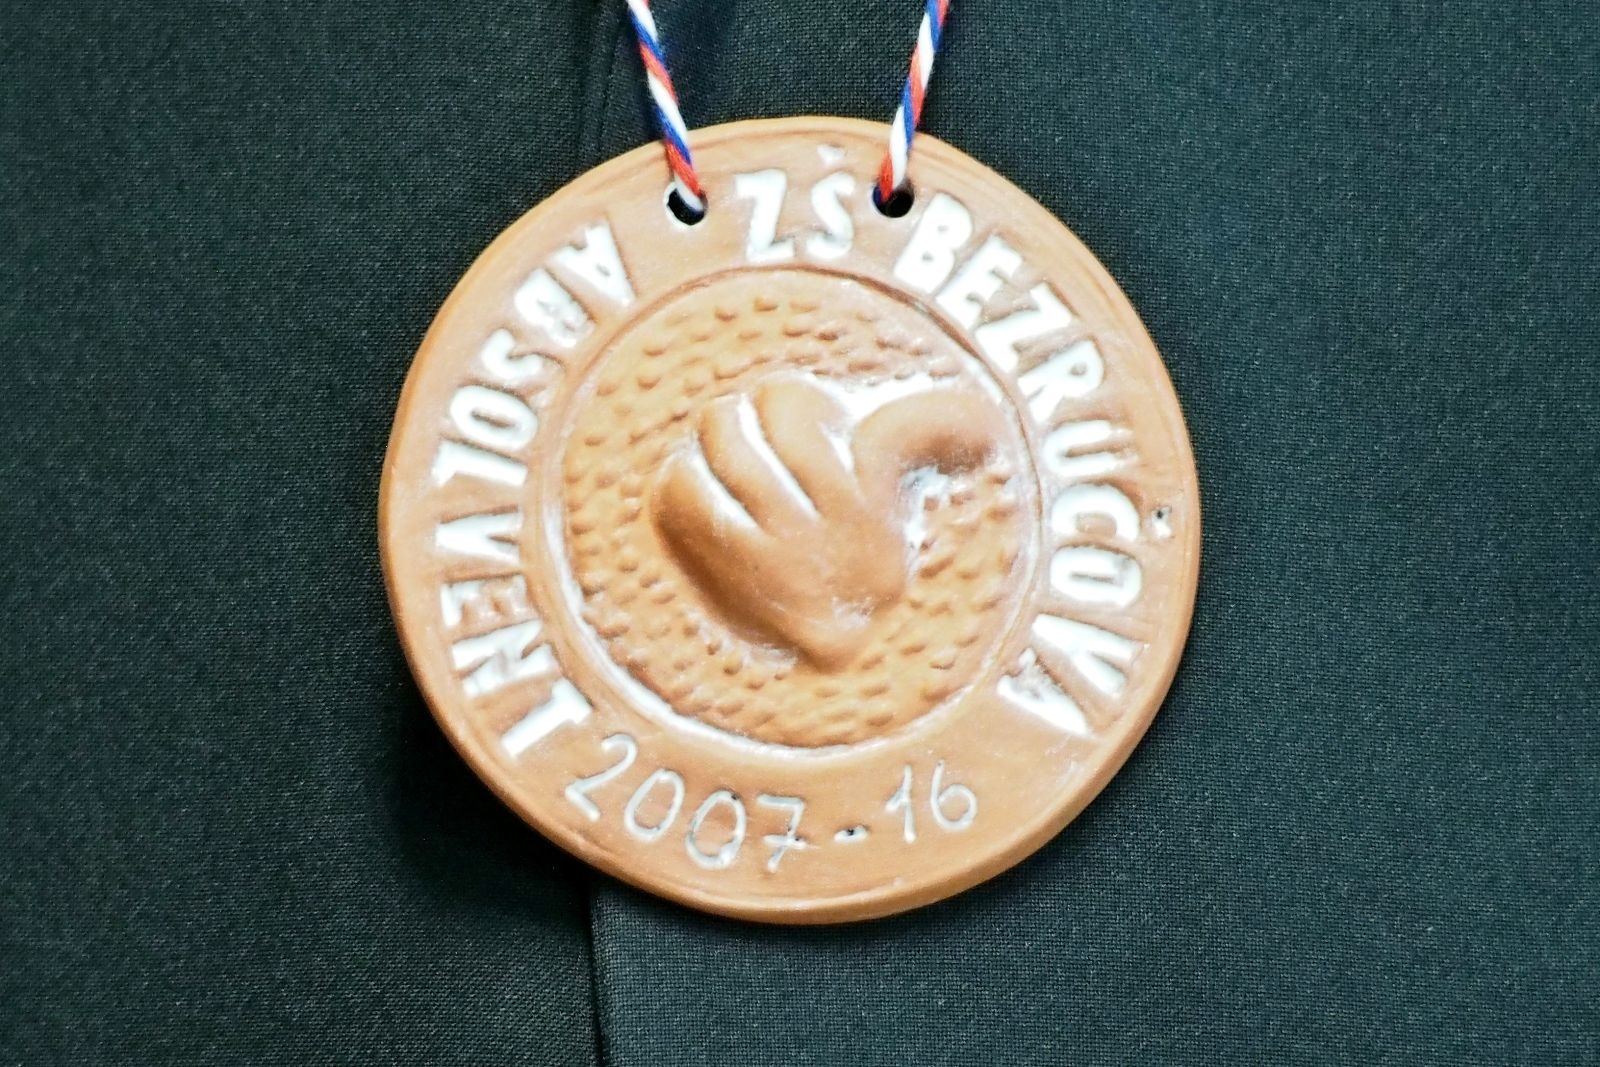 ABSOLVENT ZŠ BEZRUČOVA
2007-16